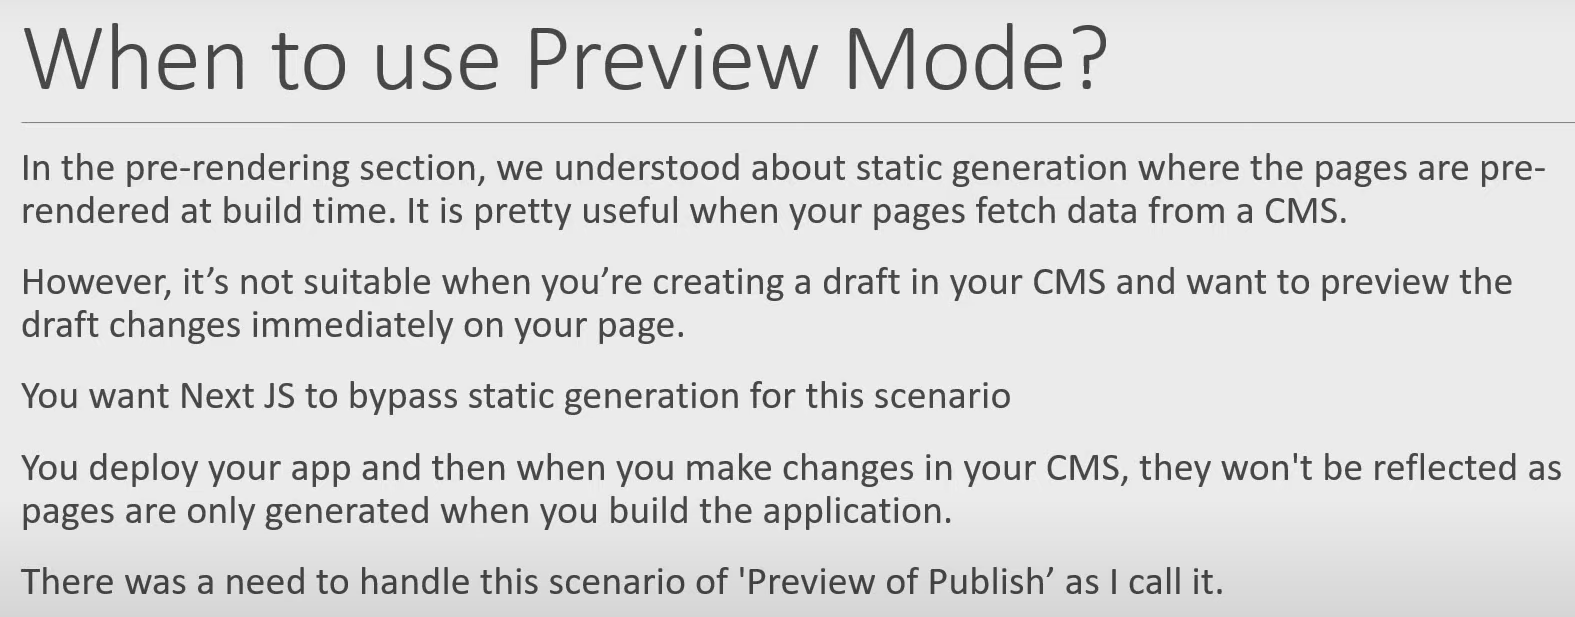 When to use Preview Mode?
In the pre-rendering section, we understood about static generation where the pages are pre-
rendered at build time. It is pretty useful when your pages fetch data from a CMS.
However, it’s not suitable when you’re creating a draft in your CMS and want to preview the
draft changes immediately on your page.
You want Next JS to bypass static generation for this scenario
You deploy your app and then when you make changes in your CMS, they won't be reflected as
pages are only generated when you build the application.
There was a need to handle this scenario of 'Preview of Publish’ as I call it.